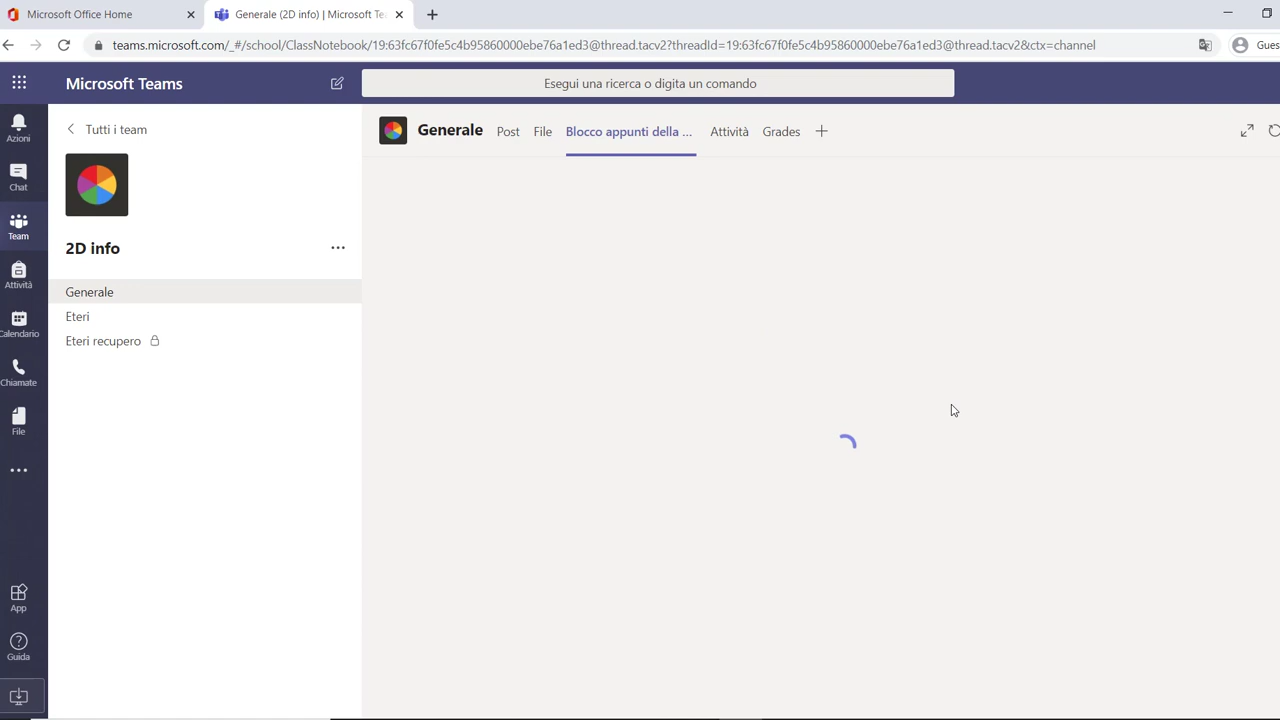 Microsoft Office Home
Generale (2D info) | Microsoft Tea
teams.microsoft.com/_#/school/ClassNotebook/19:63fc67f0fe5c4b95860000ebe76a1ed3@thread.tacv2?threadId=19:63fc67f0fe5c4b95860000ebe76a1ed3@thread.tacv2&ctx=channel
Gues
Microsoft Teams
Esegui una ricerca o digita un comando
Azioni
Chat
Team
Attività
Calendario
Chiamate
File
App
Guida
Tutti i team
2D info
Generale
Eteri
Eteri recupero
Generale Post File Blocco appunti della ... Attività Grades